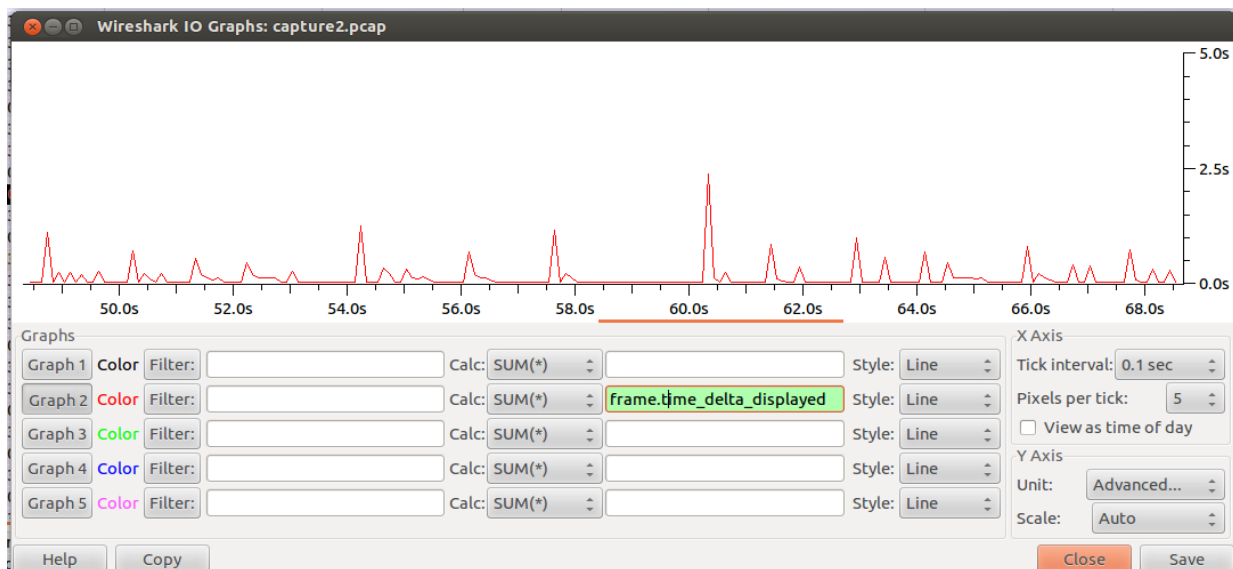 Wireshark IO Graphs: capture2.pcap
5.0s
2.5s
0.0s
50.0s 52.0s 54.0s 56.0s 58.0s 60.0s 62.0s 64.0s 66.0s 68.0s
Graphs
Graph 1 Color Filter: Calc: SUM(*) Style: Line
Graph 2 Color Filter: Calc: SUM(*) frame.time_delta_displayed Style: Line
Graph 3 Color Filter: Calc: SUM(*) Style: Line
Graph 4 Color Filter: Calc: SUM(*) Style: Line
Graph 5 Color Filter: Calc: SUM(*) Style: Line
X Axis
Tick interval: 0.1 sec
Pixels per tick: 5
View as time of day
Y Axis
Unit: Advanced...
Scale: Auto
Help Copy Close Save